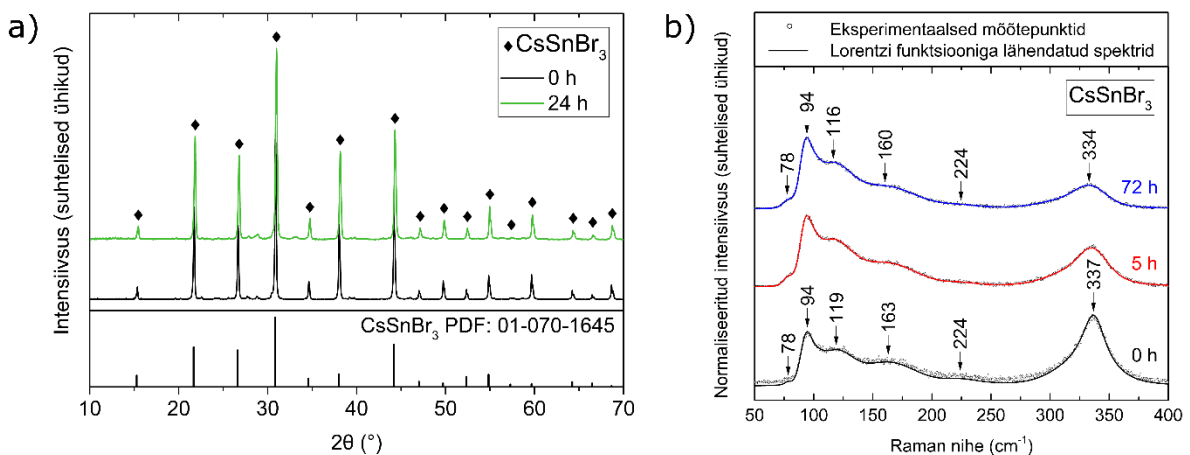 a)
Intensiivsus (suhtelised ühikud)
◆ CsSnBr₃
0 h
24 h
CsSnBr₃ PDF: 01-070-1645
10 20 30 40 50 60 70
2θ (°)
b)
Normaliseeritud intensiivsus (suhtelised ühikud)
Eksperimentaalsed mõõtepunktid
Lorentzi funktsiooniga lähendatud spektrid
CsSnBr₃
78 94 116 160 224 334
72 h
5 h
78 94 119 163 224 337
0 h
50 100 150 200 250 300 350 400
Raman nihe (cm⁻¹)